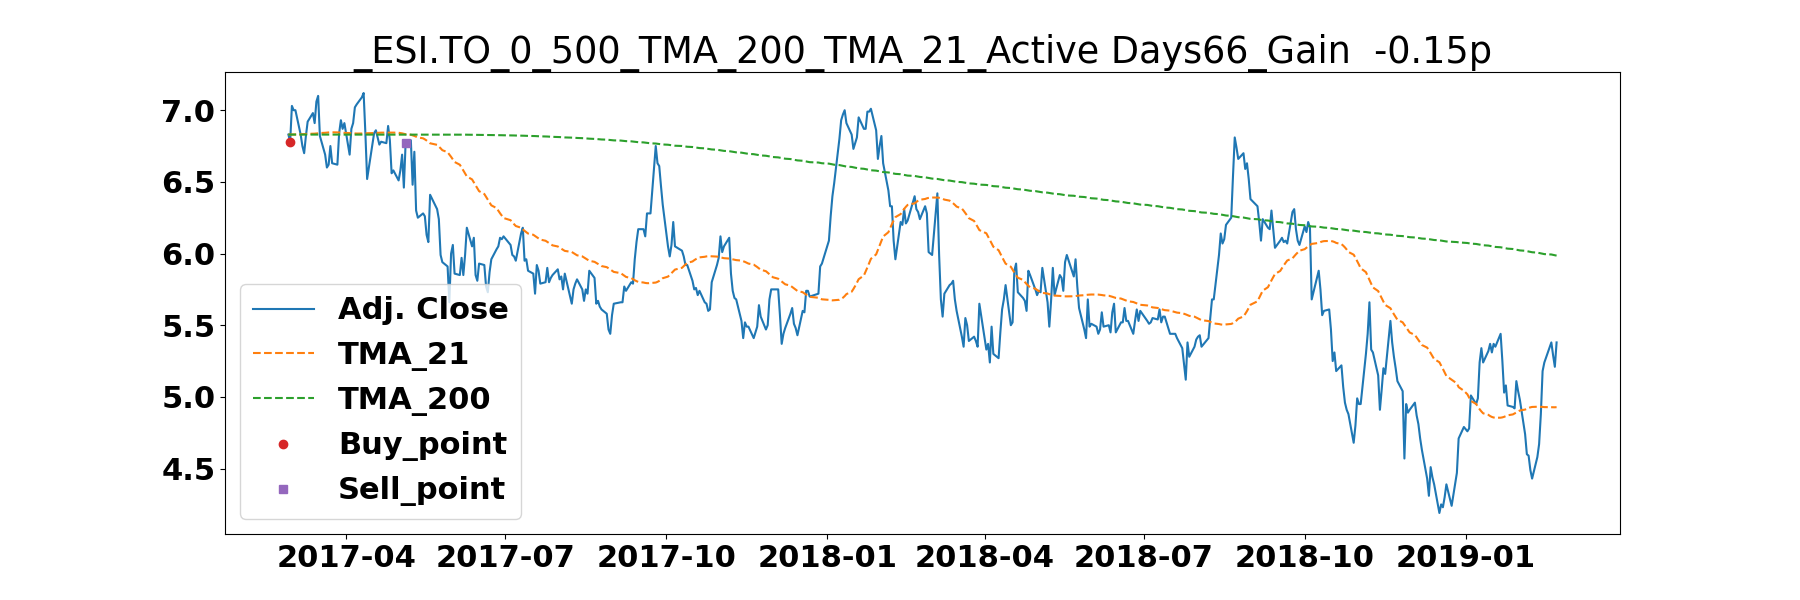 _ESI.TO_0_500_TMA_200_TMA_21_Active Days66_Gain  -0.15p
7.0
6.5
6.0
5.5
5.0
4.5
Adj. Close
TMA_21
TMA_200
Buy_point
Sell_point
2017-04 2017-07 2017-10 2018-01 2018-04 2018-07 2018-10 2019-01